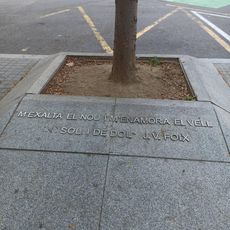 M'EXALTA EL NOU I M'ENAMORA EL VELL
"SOL I DE DOL" J.V. FOIX